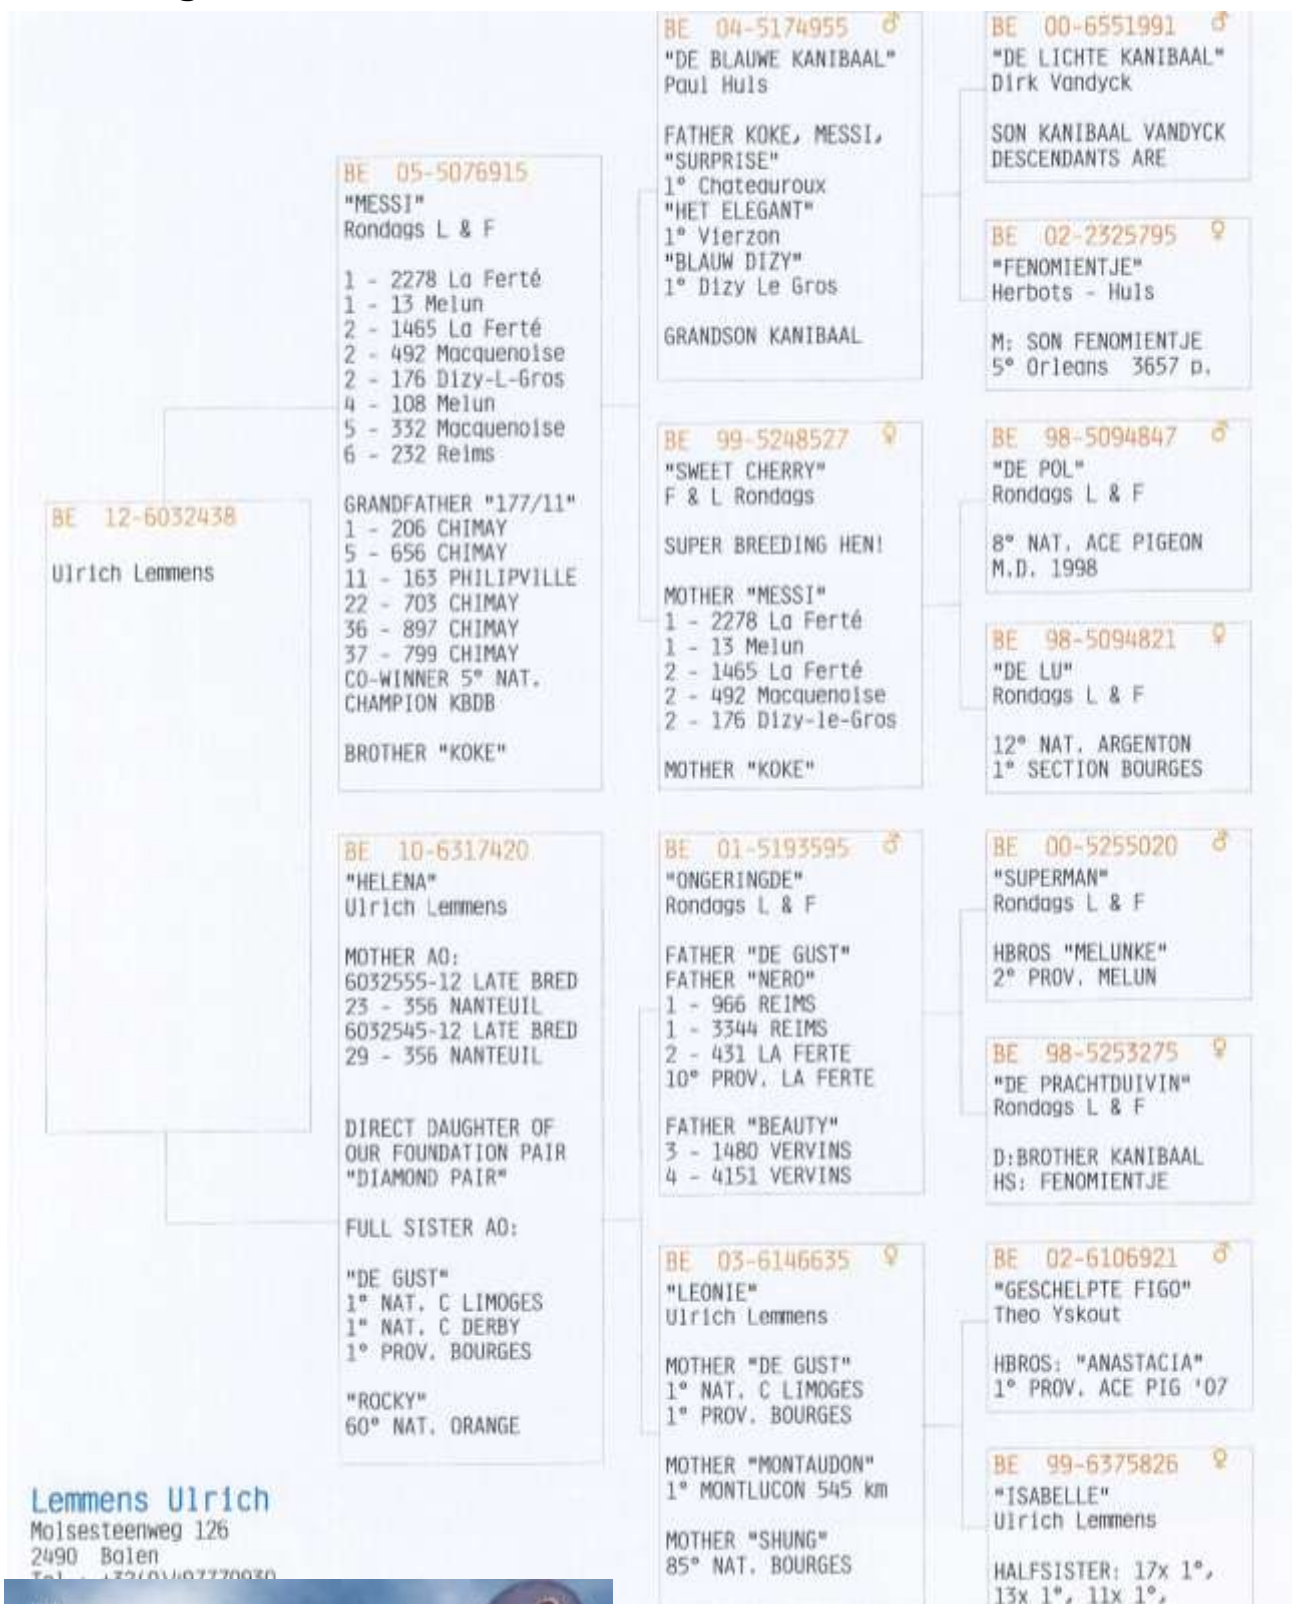 BE 12-6032438
Ulrich Lemmens
BE 05-5076915
"MESSI"
Rondags L & F
1 - 2278 La Ferté
1 - 13 Melun
2 - 1465 La Ferté
2 - 492 Macquenoise
2 - 176 Dizy-L-Gros
4 - 108 Melun
5 - 332 Macquenoise
6 - 232 Reims
GRANDFATHER "177/11"
1 - 206 CHIMAY
5 - 656 CHIMAY
11 - 163 PHILIPVILLE
22 - 703 CHIMAY
36 - 897 CHIMAY
37 - 799 CHIMAY
CO-WINNER 5° NAT.
CHAMPION KBDB
BROTHER "KOKE"
BE 10-6317420
"HELENA"
Ulrich Lemmens
MOTHER AO:
6032555-12 LATE BRED
23 - 356 NANTEUIL
6032545-12 LATE BRED
29 - 356 NANTEUIL
DIRECT DAUGHTER OF
OUR FOUNDATION PAIR
"DIAMOND PAIR"
FULL SISTER AO:
"DE GUST"
1° NAT. C LIMOGES
1° NAT. C DERBY
1° PROV. BOURGES
"ROCKY"
60° NAT. ORANGE
BE 04-5174955 ♂
"DE BLAUWE KANIBAAL"
Paul Huls
FATHER KOKE, MESSI,
"SURPRISE"
1° Chateauroux
"HET ELEGANT"
1° Vierzon
"BLAUW DIZY"
1° Dizy Le Gros
GRANDSON KANIBAAL
BE 99-5248527 ♀
"SWEET CHERRY"
F & L Rondags
SUPER BREEDING HEN!
MOTHER "MESSI"
1 - 2278 La Ferté
1 - 13 Melun
2 - 1465 La Ferté
2 - 492 Macquenoise
2 - 176 Dizy-le-Gros
MOTHER "KOKE"
BE 01-5193595 ♂
"ONGERINGDE"
Rondags L & F
FATHER "DE GUST"
FATHER "NERO"
1 - 966 REIMS
1 - 3344 REIMS
2 - 431 LA FERTE
10° PROV. LA FERTE
FATHER "BEAUTY"
3 - 1480 VERVINS
4 - 4151 VERVINS
BE 03-6146635 ♀
"LEONIE"
Ulrich Lemmens
MOTHER "DE GUST"
1° NAT. C LIMOGES
1° PROV. BOURGES
MOTHER "MONTAUDON"
1° MONTLUCON 545 km
MOTHER "SHUNG"
85° NAT. BOURGES
BE 00-6551991 ♂
"DE LICHTE KANIBAAL"
Dirk Vandyck
SON KANIBAAL VANDYCK
DESCENDANTS ARE
BE 02-2325795 ♀
"FENOMIENTJE"
Herbots - Huls
M: SON FENOMIENTJE
5° Orleans 3657 p.
BE 98-5094847 ♂
"DE POL"
Rondags L & F
8° NAT. ACE PIGEON
M.D. 1998
BE 98-5094821 ♀
"DE LU"
Rondags L & F
12° NAT. ARGENTON
1° SECTION BOURGES
BE 00-5255020 ♂
"SUPERMAN"
Rondags L & F
HBROS "MELUNKE"
2° PROV. MELUN
BE 98-5253275 ♀
"DE PRACHTDUIVIN"
Rondags L & F
D:BROTHER KANIBAAL
HS: FENOMIENTJE
BE 02-6106921 ♂
"GESCHELPTE FIGO"
Theo Yskout
HBROS: "ANASTACIA"
1° PROV. ACE PIG '07
BE 99-6375826 ♀
"ISABELLE"
Ulrich Lemmens
HALFSISTER: 17x 1°,
13x 1°, 11x 1°,
Lemmens Ulrich
Molsesteenweg 126
2490 Balen